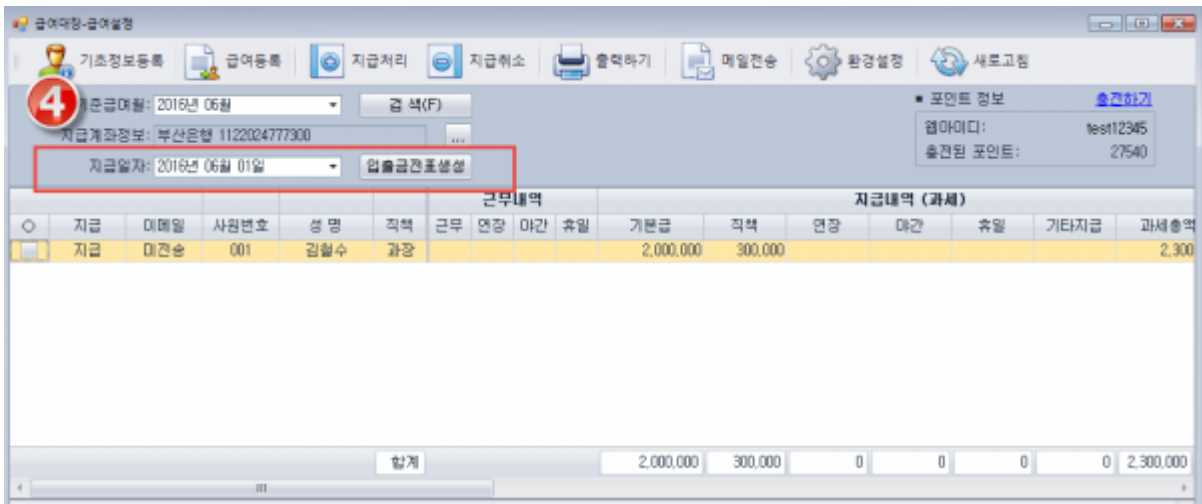 급여대장-급여설정
기초정보등록 급여등록 지급처리 지급취소 출력하기 메일전송 환경설정 새로고침
4
기준급여월: 2016년 06월 검 색(F) ■ 포인트 정보 충전하기
지급계좌정보: 부산은행 1122024777300 ... 웹아이디: test12345
지급일자: 2016년 06월 01일 입출금전표생성 충전된 포인트: 27540
근무내역 지급내역 (과세)
지급 이메일 사원번호 성 명 직책 근무 연장 야간 휴일 기본급 직책 연장 야간 휴일 기타지급 과세총액
지급 미전송 001 김철수 과장 2,000,000 300,000 2,300
합계 2,000,000 300,000 0 0 0 0 2,300,000